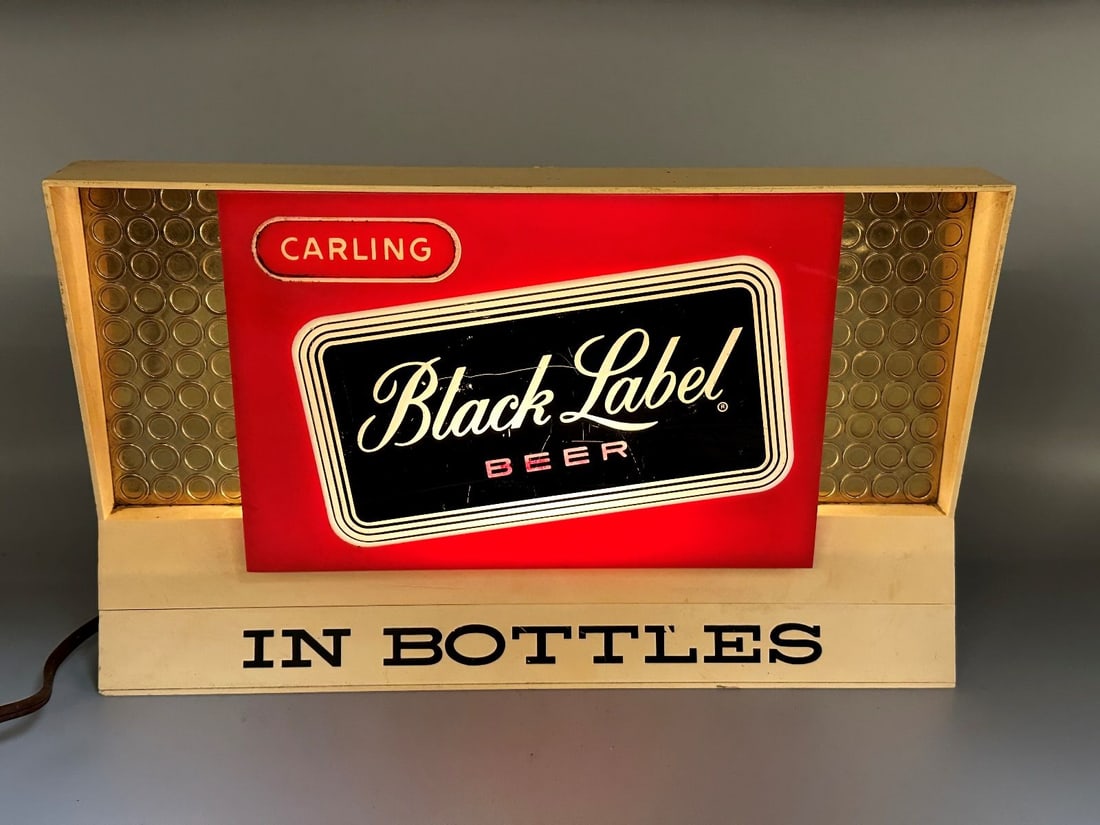 CARLING
Black Label ®
BEER
IN BOTTLES